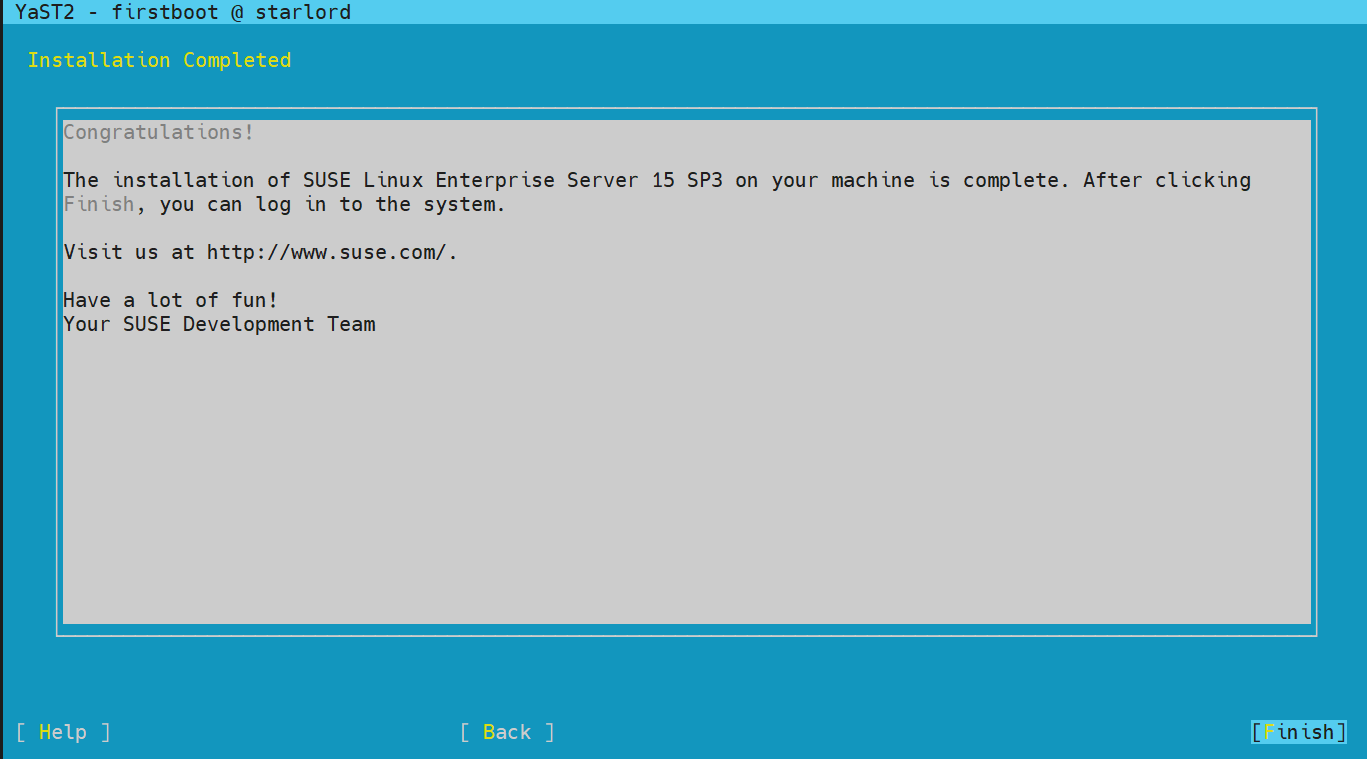 YaST2 - firstboot @ starlord
Installation Completed
Congratulations!
The installation of SUSE Linux Enterprise Server 15 SP3 on your machine is complete. After clicking
Finish, you can log in to the system.
Visit us at http://www.suse.com/.
Have a lot of fun!
Your SUSE Development Team
[ Help ] [ Back ] [Finish]